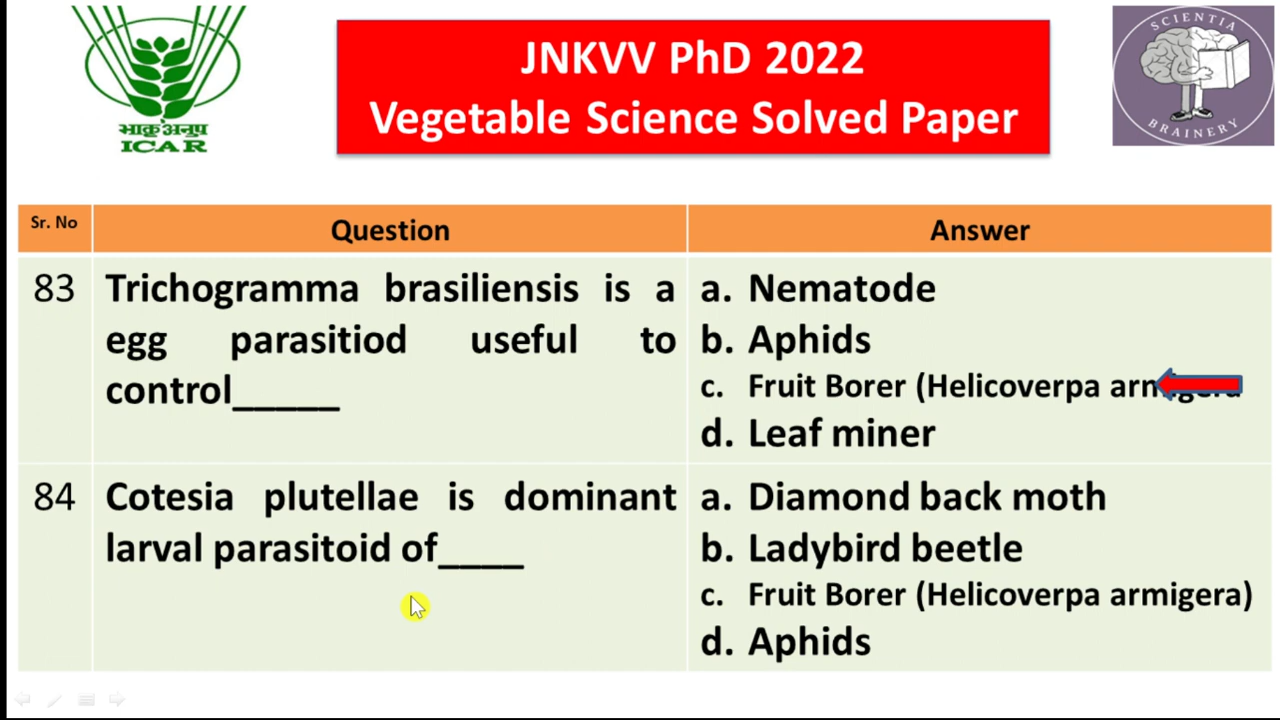 JNKVV PhD 2022
Vegetable Science Solved Paper
भाकृअनुप
ICAR
SCIENTIA
BRAINERY
Sr. No Question Answer
83 Trichogramma brasiliensis is a
egg parasitiod useful to
control_____
a. Nematode
b. Aphids
c. Fruit Borer (Helicoverpa armigera
d. Leaf miner
84 Cotesia plutellae is dominant
larval parasitoid of____
a. Diamond back moth
b. Ladybird beetle
c. Fruit Borer (Helicoverpa armigera)
d. Aphids